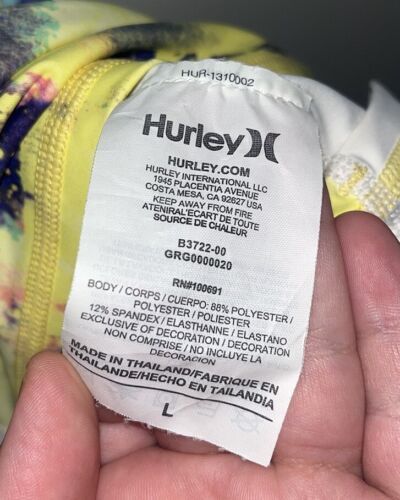 HUR-1310002
Hurley
HURLEY.COM
HURLEY INTERNATIONAL LLC
1945 PLACENTIA AVENUE
COSTA MESA, CA 92627 USA
KEEP AWAY FROM FIRE
ATENIRAL'ECART DE TOUTE
SOURCE DE CHALEUR
B3722-00
GRG0000020
RN#100691
BODY / CORPS / CUERPO: 88% POLYESTER /
POLYESTER / POLIESTER
12% SPANDEX / ELASTHANNE / ELASTANO
EXCLUSIVE OF DECORATION / DECORATION
NON COMPRISE / NO INCLUYE LA
DECORACION
MADE IN THAILAND/FABRIQUE EN
THAILANDE/HECHO EN TAILANDIA
L